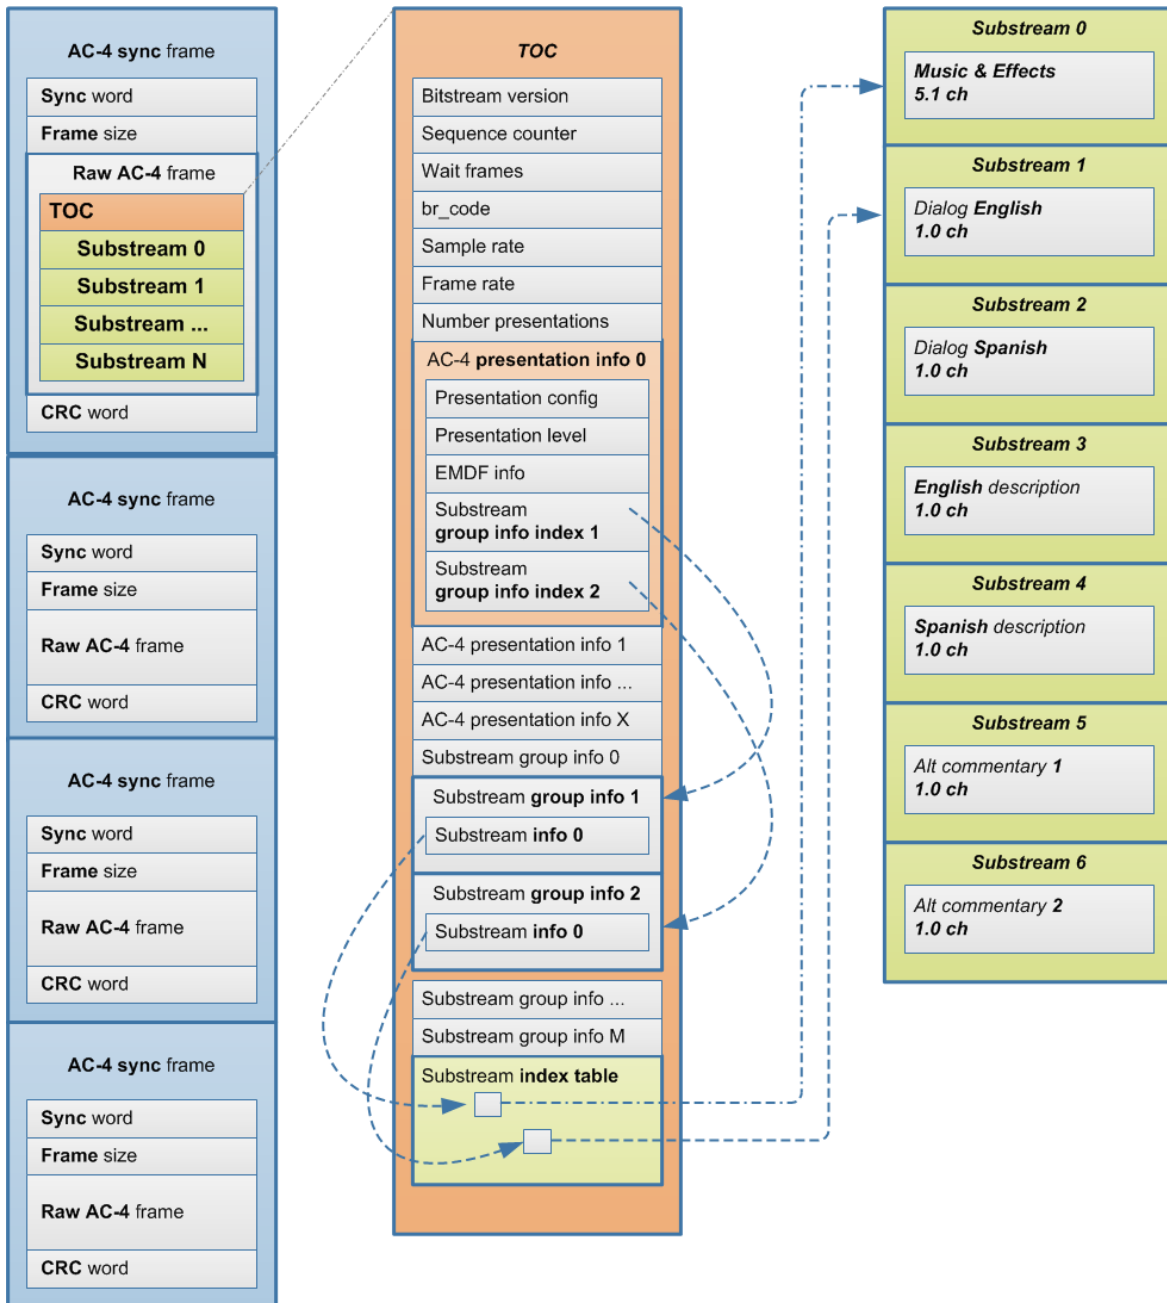 AC-4 sync frame
Sync word
Frame size
Raw AC-4 frame
TOC
Substream 0
Substream 1
Substream ...
Substream N
CRC word
AC-4 sync frame
Sync word
Frame size
Raw AC-4 frame
CRC word
AC-4 sync frame
Sync word
Frame size
Raw AC-4 frame
CRC word
AC-4 sync frame
Sync word
Frame size
Raw AC-4 frame
CRC word
TOC
Bitstream version
Sequence counter
Wait frames
br_code
Sample rate
Frame rate
Number presentations
AC-4 presentation info 0
Presentation config
Presentation level
EMDF info
Substream
group info index 1
Substream
group info index 2
AC-4 presentation info 1
AC-4 presentation info ...
AC-4 presentation info X
Substream group info 0
Substream group info 1
Substream info 0
Substream group info 2
Substream info 0
Substream group info ...
Substream group info M
Substream index table
Substream 0
Music & Effects
5.1 ch
Substream 1
Dialog English
1.0 ch
Substream 2
Dialog Spanish
1.0 ch
Substream 3
English description
1.0 ch
Substream 4
Spanish description
1.0 ch
Substream 5
Alt commentary 1
1.0 ch
Substream 6
Alt commentary 2
1.0 ch